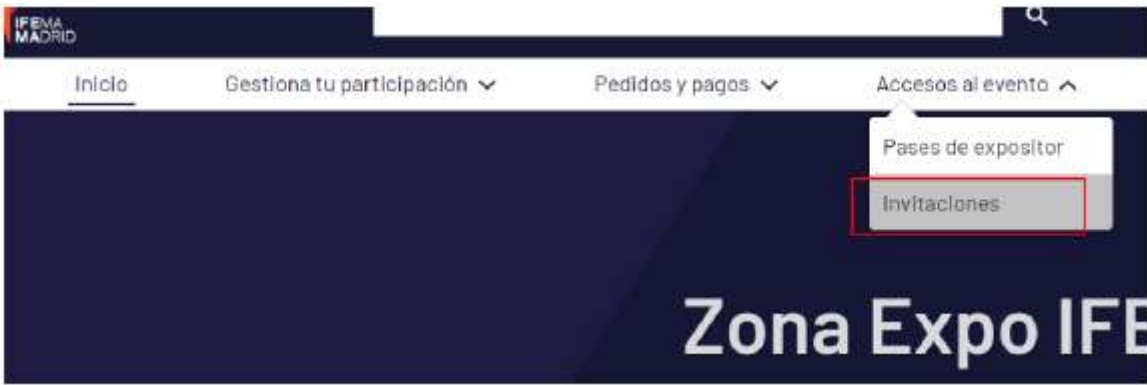 IFEMA
MADRID
Inicio
Gestiona tu participación
Pedidos y pagos
Accesos al evento
Pases de expositor
Invitaciones
Zona Expo IFE